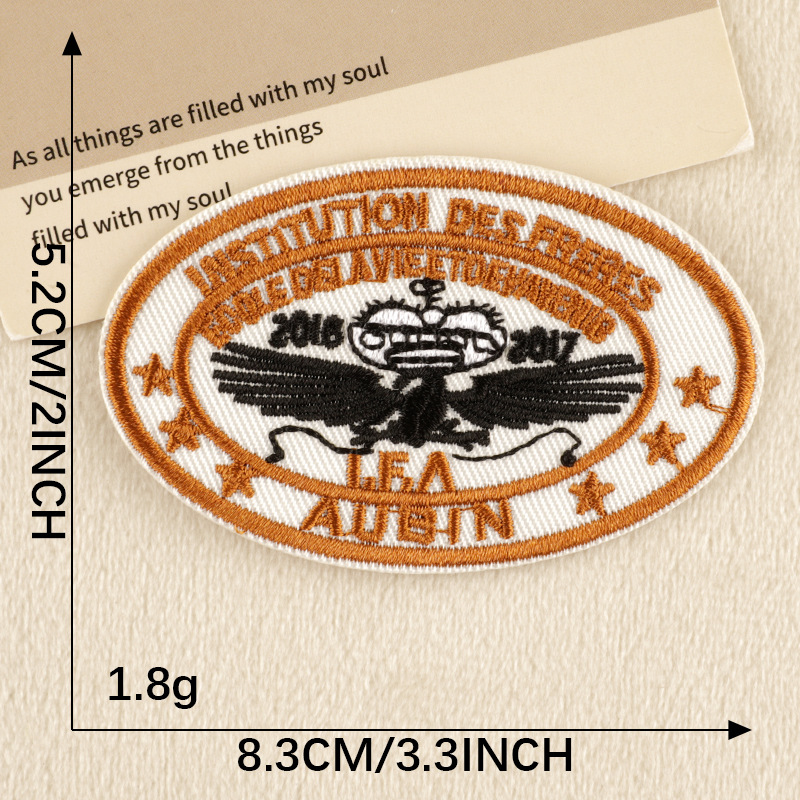 As all things are filled with my soul
you emerge from the things
filled with my soul
INSTITUTION DES FRERES
2016 2017
I.F.A
AUBIN
5.2CM/2INCH
1.8g
8.3CM/3.3INCH